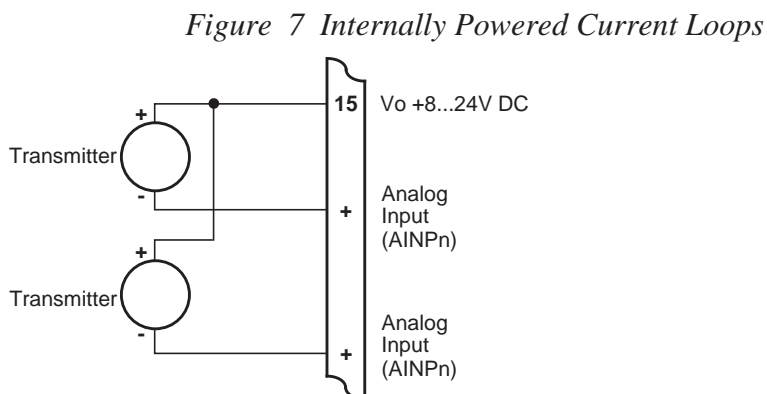 Figure 7 Internally Powered Current Loops
+
15 Vo +8...24V DC
Transmitter
-
+
Analog
Input
(AINPn)
+
Transmitter
-
+
Analog
Input
(AINPn)